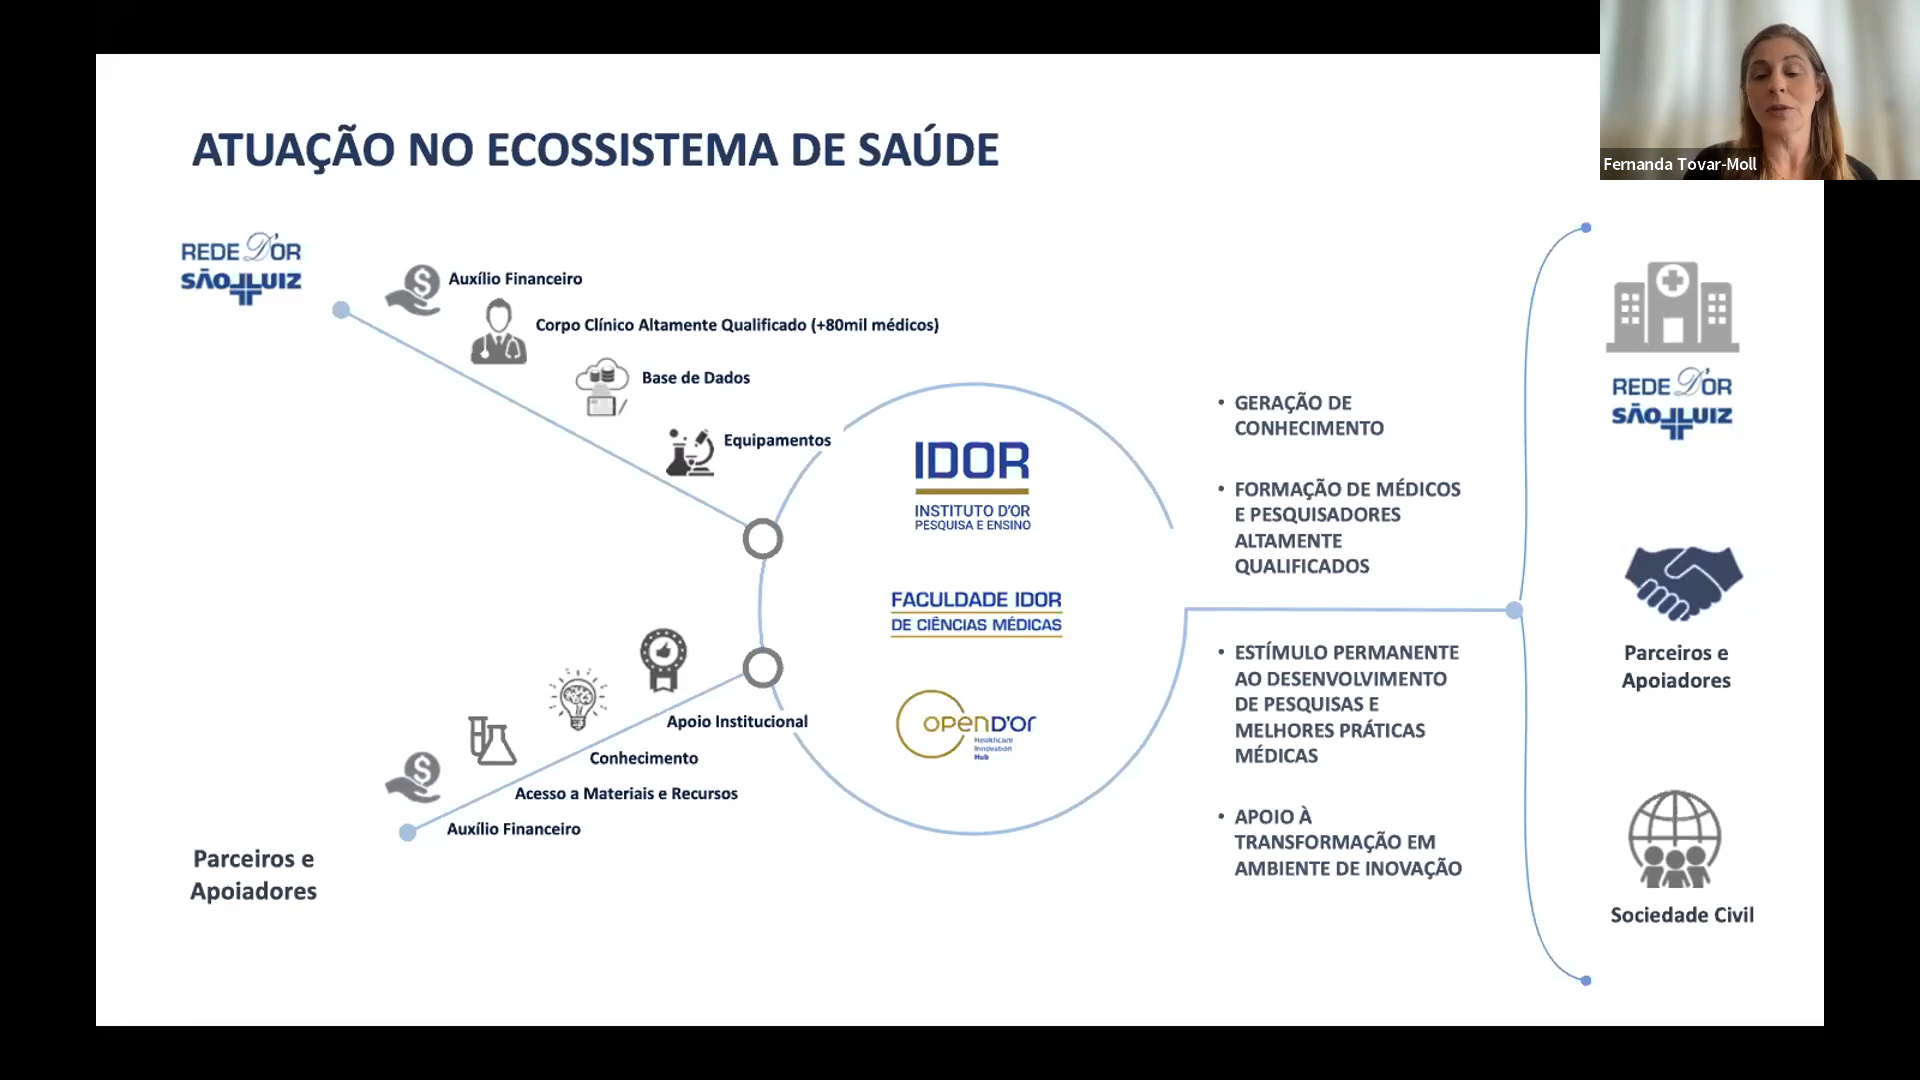 Fernanda Tovar-Moll
ATUAÇÃO NO ECOSSISTEMA DE SAÚDE
REDE D'OR
SÃO LUIZ
Auxílio Financeiro
Corpo Clínico Altamente Qualificado (+80mil médicos)
Base de Dados
Equipamentos
Apoio Institucional
Conhecimento
Acesso a Materiais e Recursos
Auxílio Financeiro
Parceiros e
Apoiadores
IDOR
INSTITUTO D'OR
PESQUISA E ENSINO
FACULDADE IDOR
DE CIÊNCIAS MÉDICAS
OPEND'OR
Healthcare
Innovation
Hub
• GERAÇÃO DE
CONHECIMENTO
• FORMAÇÃO DE MÉDICOS
E PESQUISADORES
ALTAMENTE
QUALIFICADOS
• ESTÍMULO PERMANENTE
AO DESENVOLVIMENTO
DE PESQUISAS E
MELHORES PRÁTICAS
MÉDICAS
• APOIO À
TRANSFORMAÇÃO EM
AMBIENTE DE INOVAÇÃO
REDE D'OR
SÃO LUIZ
Parceiros e
Apoiadores
Sociedade Civil